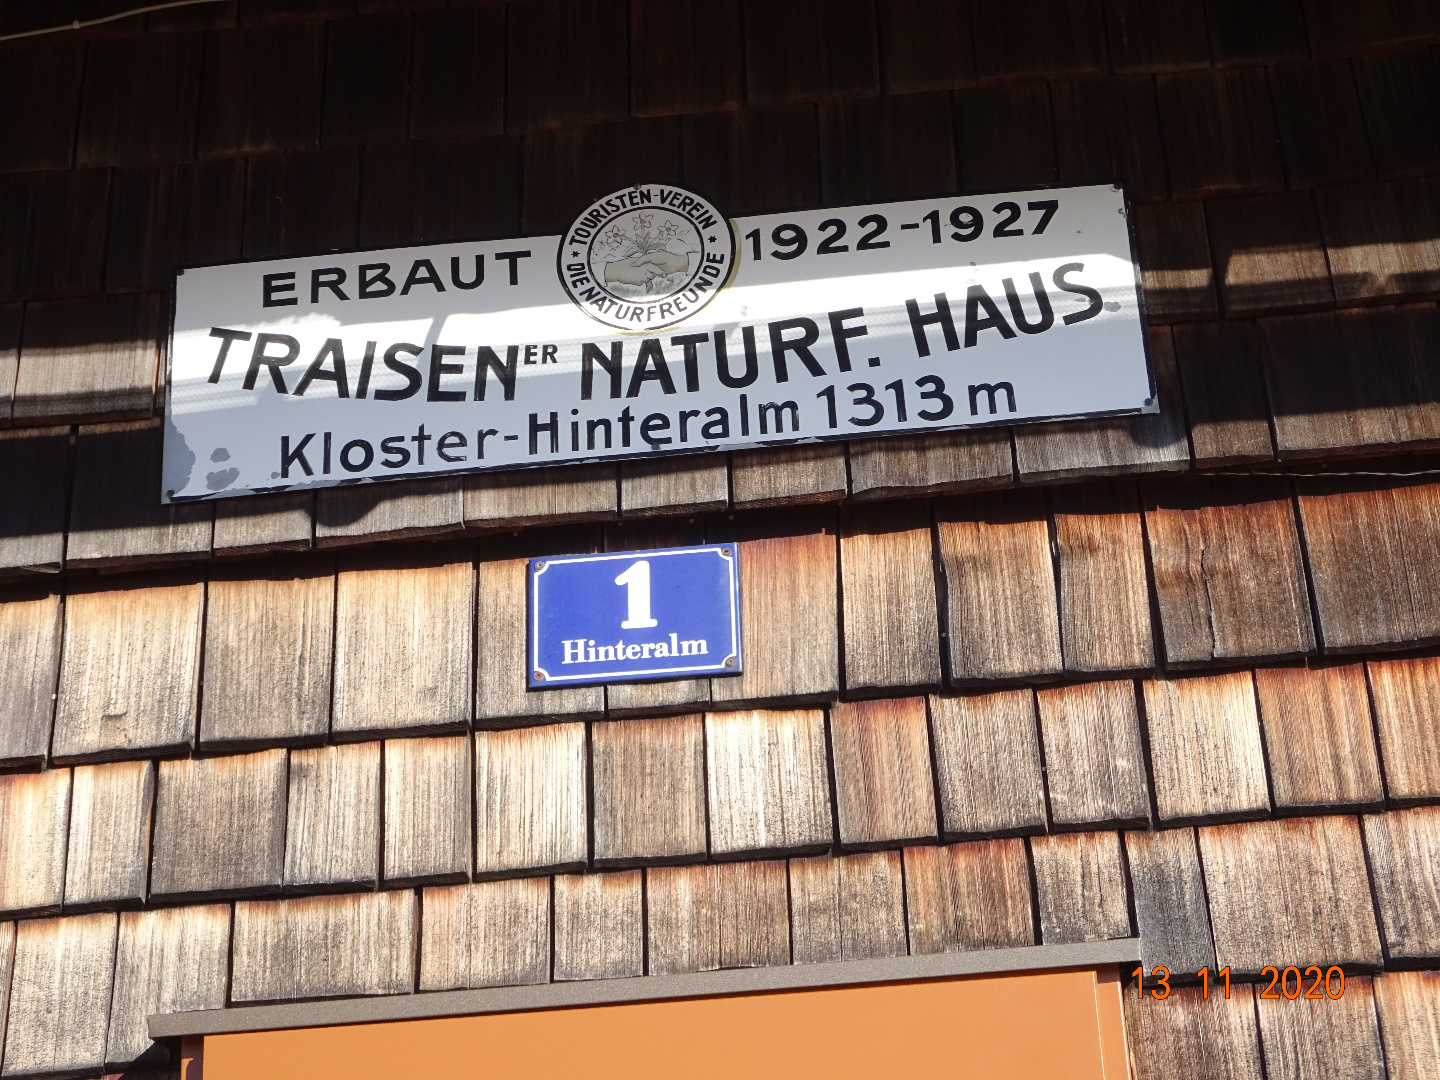 ERBAUT 1922-1927
TOURISTEN-VEREIN
* DIE NATURFREUNDE *
TRAISENER NATURF. HAUS
Kloster-Hinteralm 1313 m
1
Hinteralm
13 11 2020